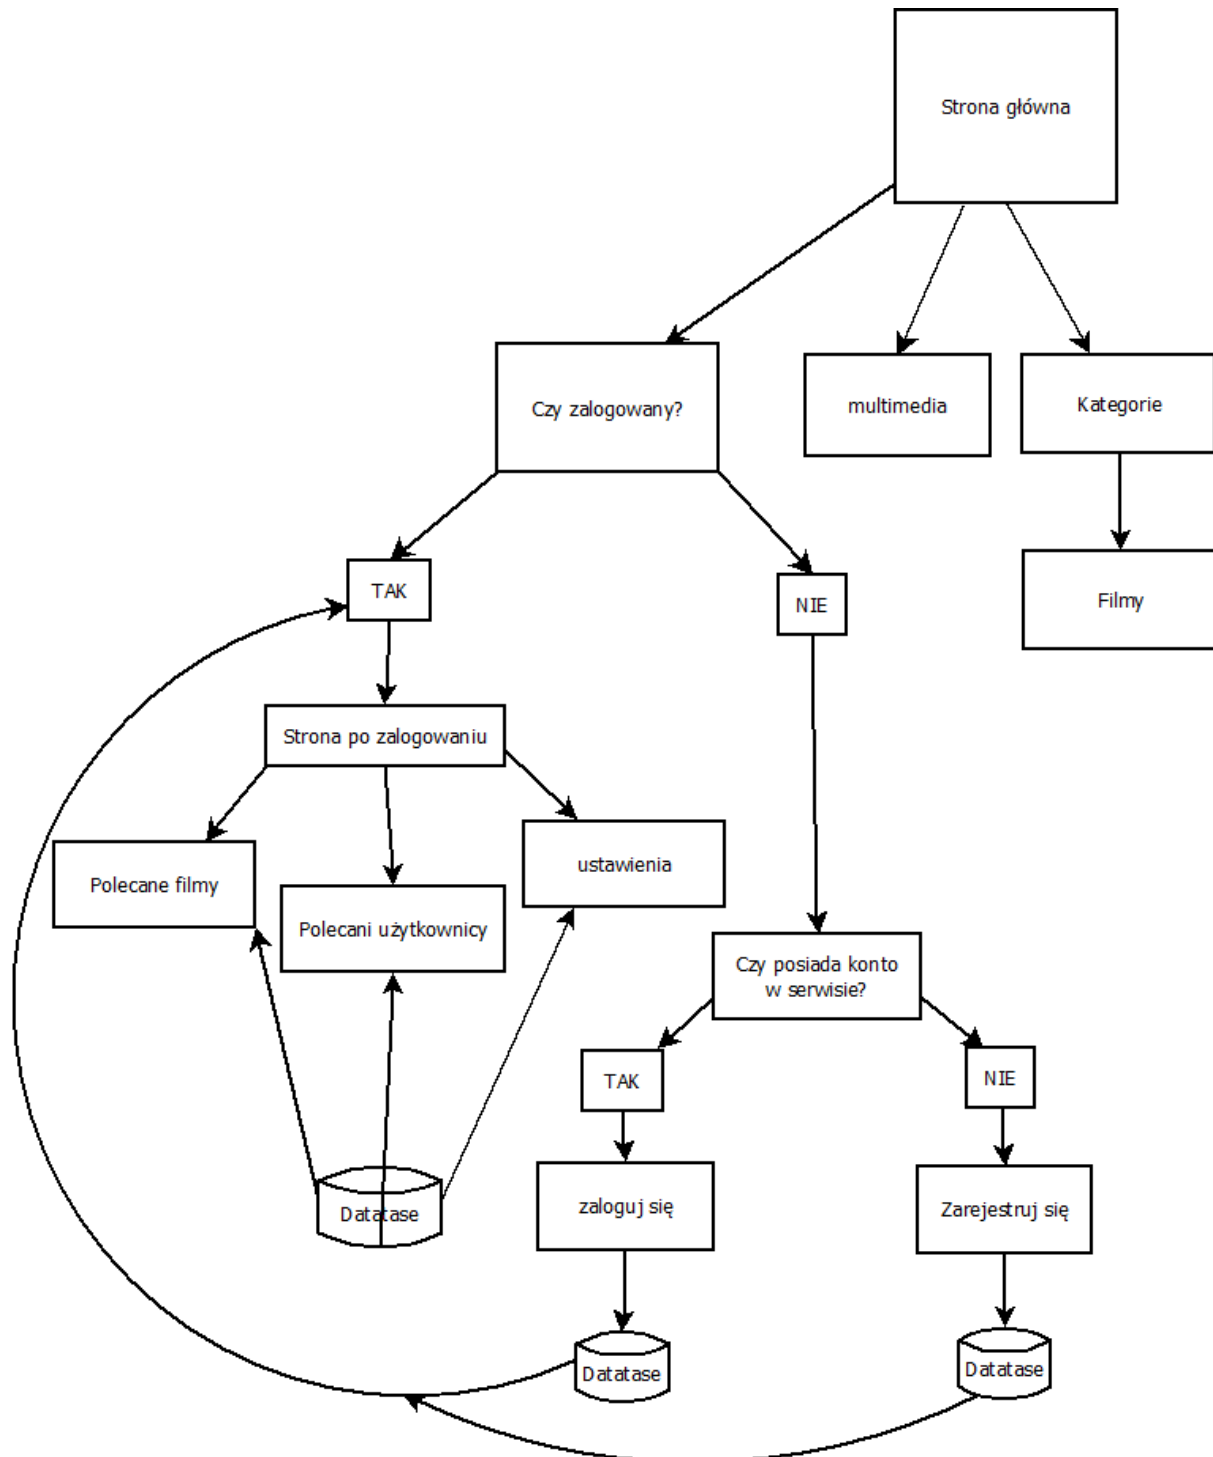 Strona główna
Czy zalogowany?
multimedia
Kategorie
TAK
NIE
Filmy
Strona po zalogowaniu
Polecane filmy
Polecani użytkownicy
ustawienia
Czy posiada konto
w serwisie?
TAK
NIE
zaloguj się
Zarejestruj się
Datatase
Datatase
Datatase